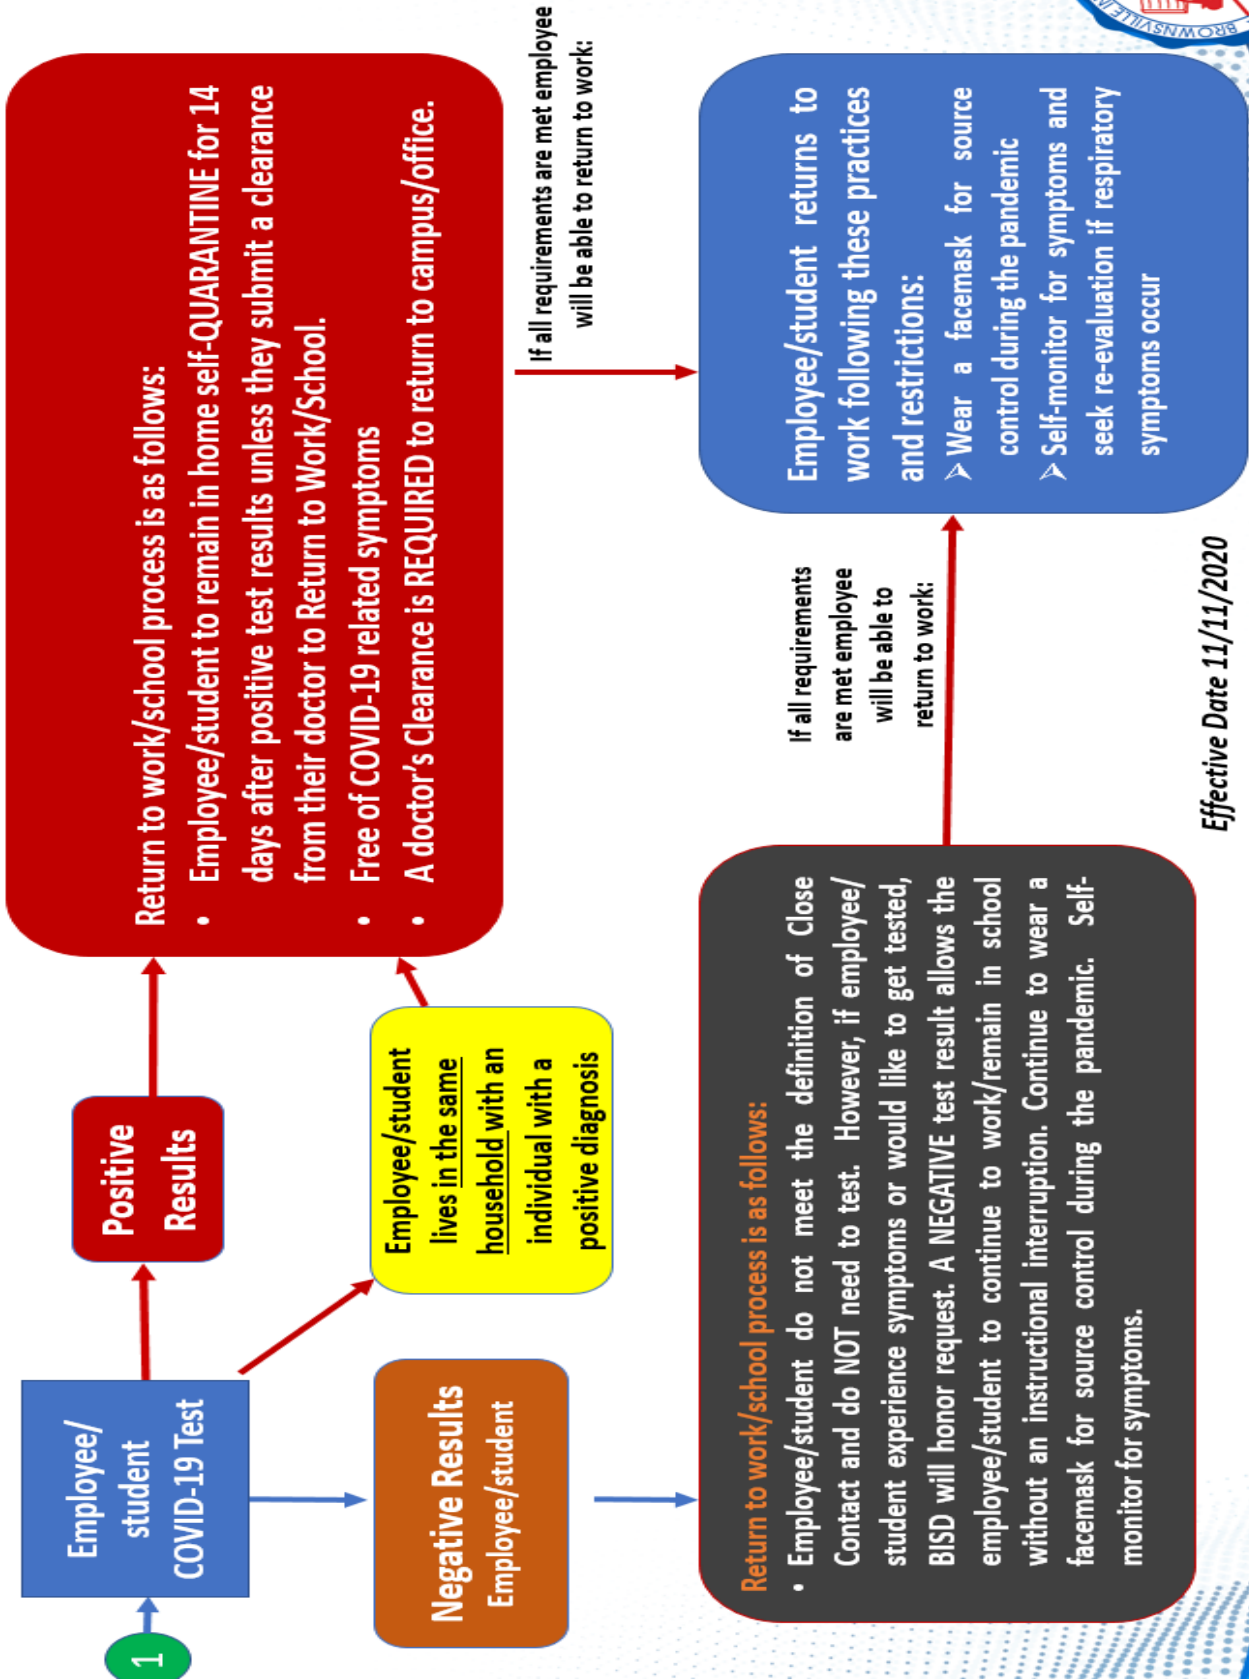 1
Employee/
student
COVID-19 Test
Positive
Results
Return to work/school process is as follows:
• Employee/student to remain in home self-QUARANTINE for 14
days after positive test results unless they submit a clearance
from their doctor to Return to Work/School.
• Free of COVID-19 related symptoms
• A doctor's Clearance is REQUIRED to return to campus/office.
Employee/student
lives in the same
household with an
individual with a
positive diagnosis
If all requirements are met employee
will be able to return to work:
Negative Results
Employee/student
Return to work/school process is as follows:
• Employee/student do not meet the definition of Close
Contact and do NOT need to test. However, if employee/
student experience symptoms or would like to get tested,
BISD will honor request. A NEGATIVE test result allows the
employee/student to continue to work/remain in school
without an instructional interruption. Continue to wear a
facemask for source control during the pandemic. Self-
monitor for symptoms.
If all requirements
are met employee
will be able to
return to work:
Employee/student returns to
work following these practices
and restrictions:
➢ Wear a facemask for source
control during the pandemic
➢ Self-monitor for symptoms and
seek re-evaluation if respiratory
symptoms occur
Effective Date 11/11/2020
BROWNSVILLE